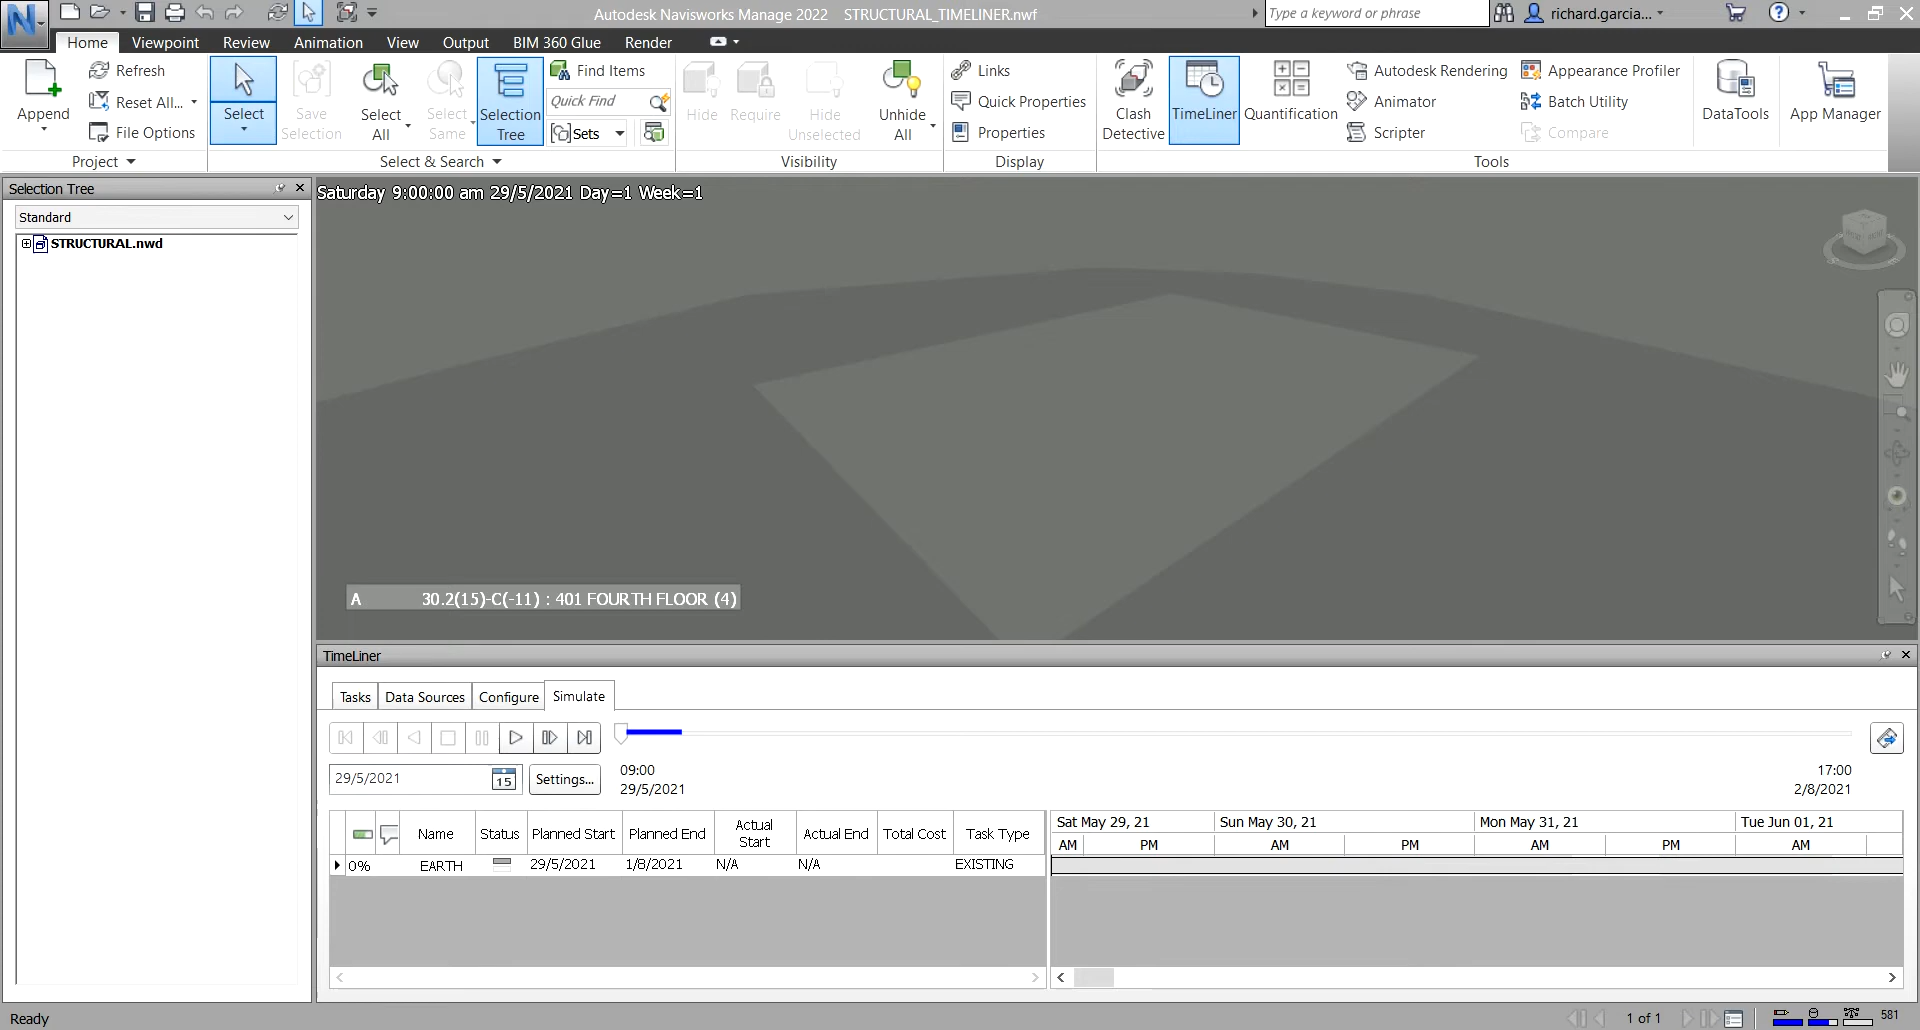 Autodesk Navisworks Manage 2022 STRUCTURAL_TIMELINER.nwf
Type a keyword or phrase
richard.garcia...
Home Viewpoint Review Animation View Output BIM 360 Glue Render
Append
Refresh
Reset All...
File Options
Project
Select
Save Selection
Select All
Select Same
Selection Tree
Find Items
Quick Find
Sets
Select & Search
Hide
Require
Hide Unselected
Unhide All
Visibility
Links
Quick Properties
Properties
Display
Clash Detective
TimeLiner
Quantification
Autodesk Rendering
Animator
Scripter
Appearance Profiler
Batch Utility
Compare
DataTools
App Manager
Tools
Selection Tree
Standard
STRUCTURAL.nwd
Saturday 9:00:00 am 29/5/2021 Day=1 Week=1
A 30.2(15)-C(-11) : 401 FOURTH FLOOR (4)
TimeLiner
Tasks Data Sources Configure Simulate
29/5/2021 15 Settings...
09:00
29/5/2021
17:00
2/8/2021
Name Status Planned Start Planned End Actual Start Actual End Total Cost Task Type
0% EARTH 29/5/2021 1/8/2021 N/A N/A EXISTING
Sat May 29, 21 Sun May 30, 21 Mon May 31, 21 Tue Jun 01, 21
AM PM AM PM AM PM AM
Ready
1 of 1
581